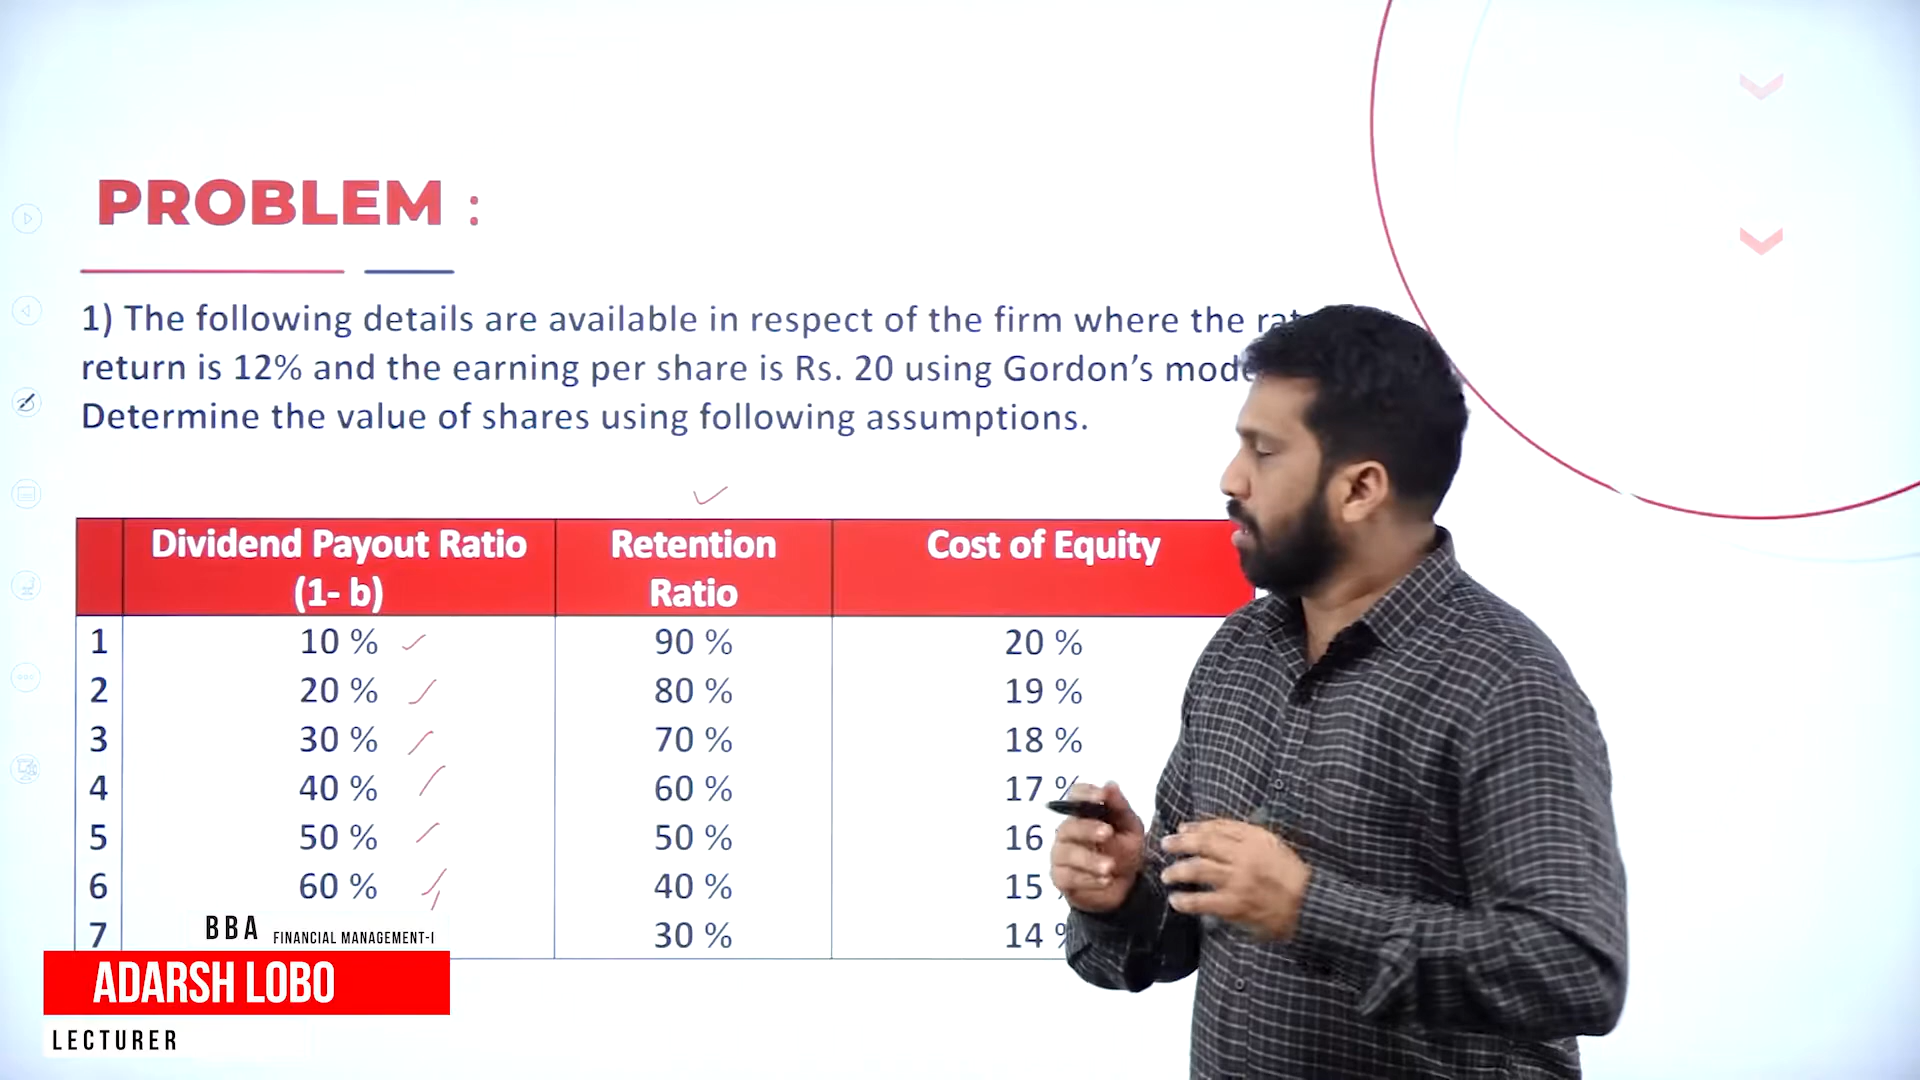 PROBLEM :
1) The following details are available in respect of the firm where the
return is 12% and the earning per share is Rs. 20 using Gordon’s
Determine the value of shares using following assumptions.
Dividend Payout Ratio (1- b) Retention Ratio Cost of Equity
1 10 % 90 % 20 %
2 20 % 80 % 19 %
3 30 % 70 % 18 %
4 40 % 60 % 17 %
5 50 % 50 % 16
6 60 % 40 % 15
7 30 % 14 %
BBA FINANCIAL MANAGEMENT-I
ADARSH LOBO
LECTURER